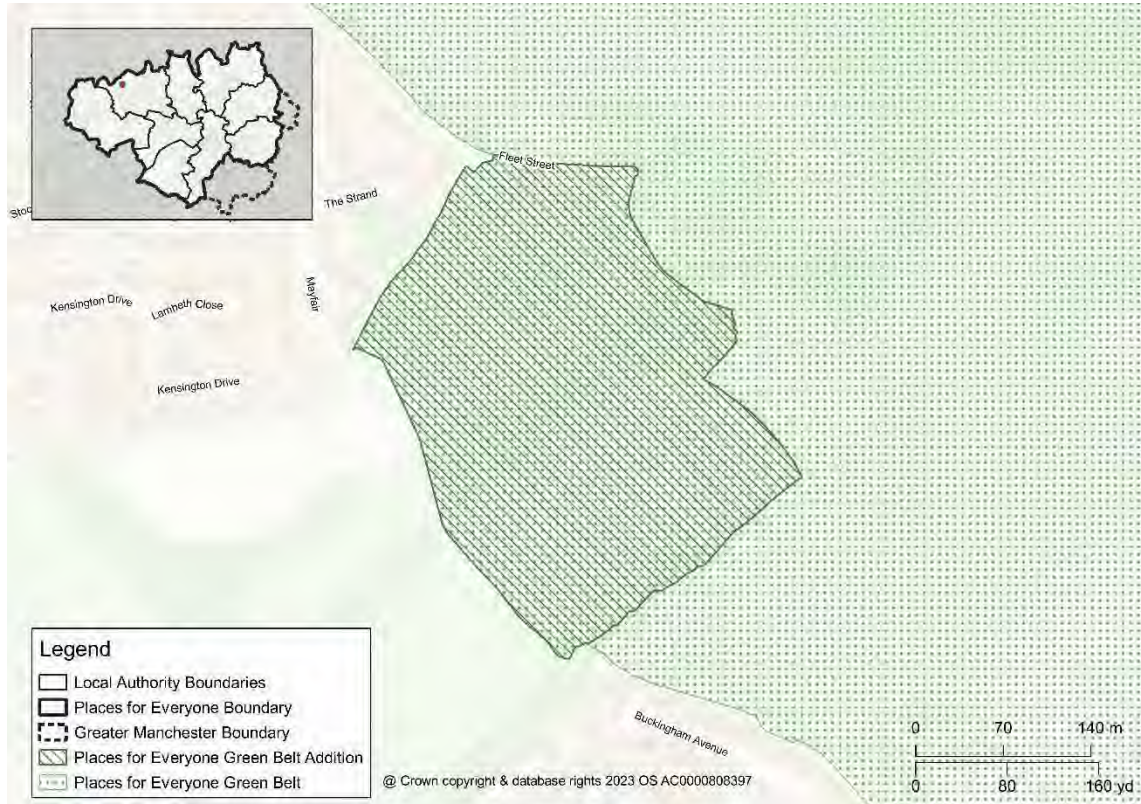 Fleet Street
The Strand
Mayfair
Kensington Drive
Lambeth Close
Kensington Drive
Legend
Local Authority Boundaries
Places for Everyone Boundary
Greater Manchester Boundary
Places for Everyone Green Belt Addition
Places for Everyone Green Belt
@ Crown copyright & database rights 2023 OS AC0000808397
Buckingham Avenue
0 70 140 m
0 80 160 yd